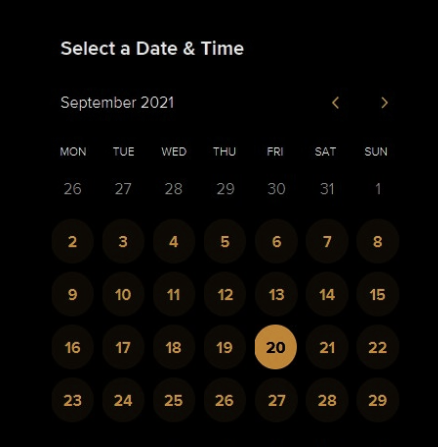 Select a Date & Time
September 2021
MON TUE WED THU FRI SAT SUN
26 27 28 29 30 31 1
2 3 4 5 6 7 8
9 10 11 12 13 14 15
16 17 18 19 20 21 22
23 24 25 26 27 28 29